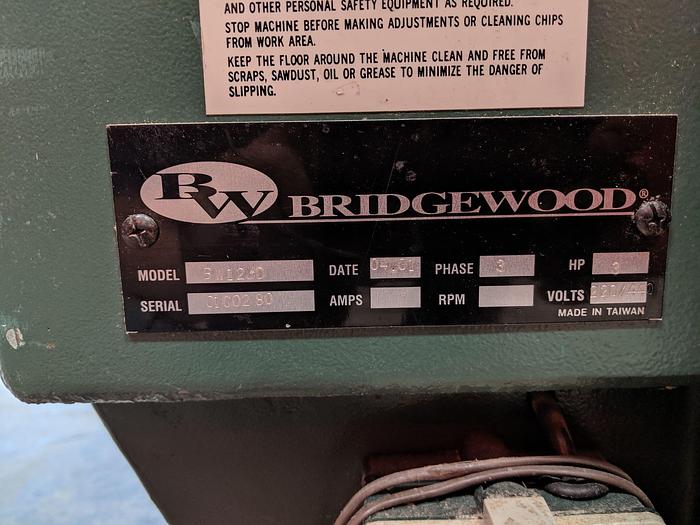 AND OTHER PERSONAL SAFETY EQUIPMENT AS REQUIRED.
STOP MACHINE BEFORE MAKING ADJUSTMENTS OR CLEANING CHIPS
FROM WORK AREA.
KEEP THE FLOOR AROUND THE MACHINE CLEAN AND FREE FROM
SCRAPS, SAWDUST, OIL OR GREASE TO MINIMIZE THE DANGER OF
SLIPPING.
BW BRIDGEWOOD®
MODEL DATE 04.01 PHASE 3 HP 3
SERIAL AMPS RPM VOLTS 220/440
MADE IN TAIWAN